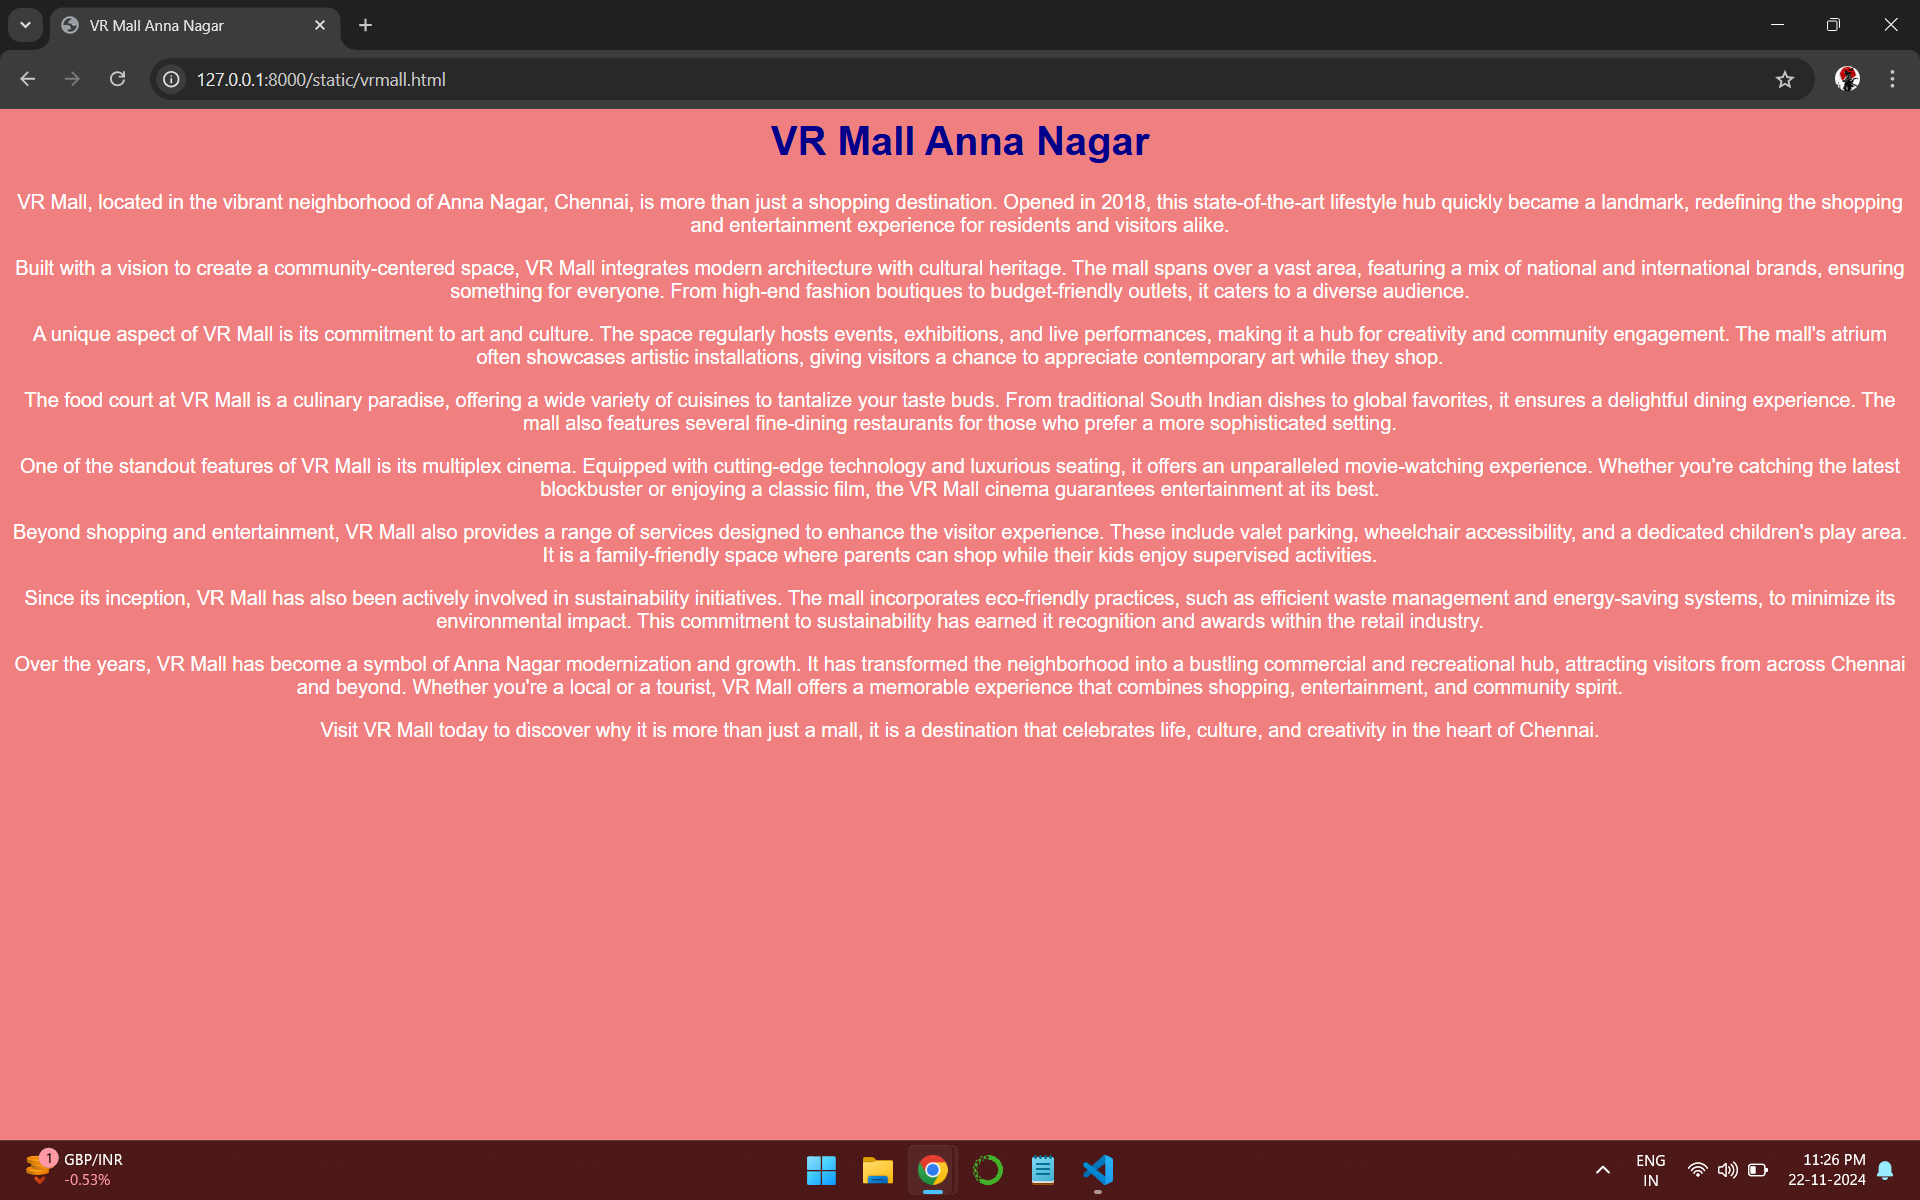 VR Mall Anna Nagar
127.0.0.1:8000/static/vrmall.html
VR Mall Anna Nagar
VR Mall, located in the vibrant neighborhood of Anna Nagar, Chennai, is more than just a shopping destination. Opened in 2018, this state-of-the-art lifestyle hub quickly became a landmark, redefining the shopping
and entertainment experience for residents and visitors alike.
Built with a vision to create a community-centered space, VR Mall integrates modern architecture with cultural heritage. The mall spans over a vast area, featuring a mix of national and international brands, ensuring
something for everyone. From high-end fashion boutiques to budget-friendly outlets, it caters to a diverse audience.
A unique aspect of VR Mall is its commitment to art and culture. The space regularly hosts events, exhibitions, and live performances, making it a hub for creativity and community engagement. The mall's atrium
often showcases artistic installations, giving visitors a chance to appreciate contemporary art while they shop.
The food court at VR Mall is a culinary paradise, offering a wide variety of cuisines to tantalize your taste buds. From traditional South Indian dishes to global favorites, it ensures a delightful dining experience. The
mall also features several fine-dining restaurants for those who prefer a more sophisticated setting.
One of the standout features of VR Mall is its multiplex cinema. Equipped with cutting-edge technology and luxurious seating, it offers an unparalleled movie-watching experience. Whether you're catching the latest
blockbuster or enjoying a classic film, the VR Mall cinema guarantees entertainment at its best.
Beyond shopping and entertainment, VR Mall also provides a range of services designed to enhance the visitor experience. These include valet parking, wheelchair accessibility, and a dedicated children's play area.
It is a family-friendly space where parents can shop while their kids enjoy supervised activities.
Since its inception, VR Mall has also been actively involved in sustainability initiatives. The mall incorporates eco-friendly practices, such as efficient waste management and energy-saving systems, to minimize its
environmental impact. This commitment to sustainability has earned it recognition and awards within the retail industry.
Over the years, VR Mall has become a symbol of Anna Nagar modernization and growth. It has transformed the neighborhood into a bustling commercial and recreational hub, attracting visitors from across Chennai
and beyond. Whether you're a local or a tourist, VR Mall offers a memorable experience that combines shopping, entertainment, and community spirit.
Visit VR Mall today to discover why it is more than just a mall, it is a destination that celebrates life, culture, and creativity in the heart of Chennai.
1
GBP/INR
-0.53%
ENG
IN
11:26 PM
22-11-2024